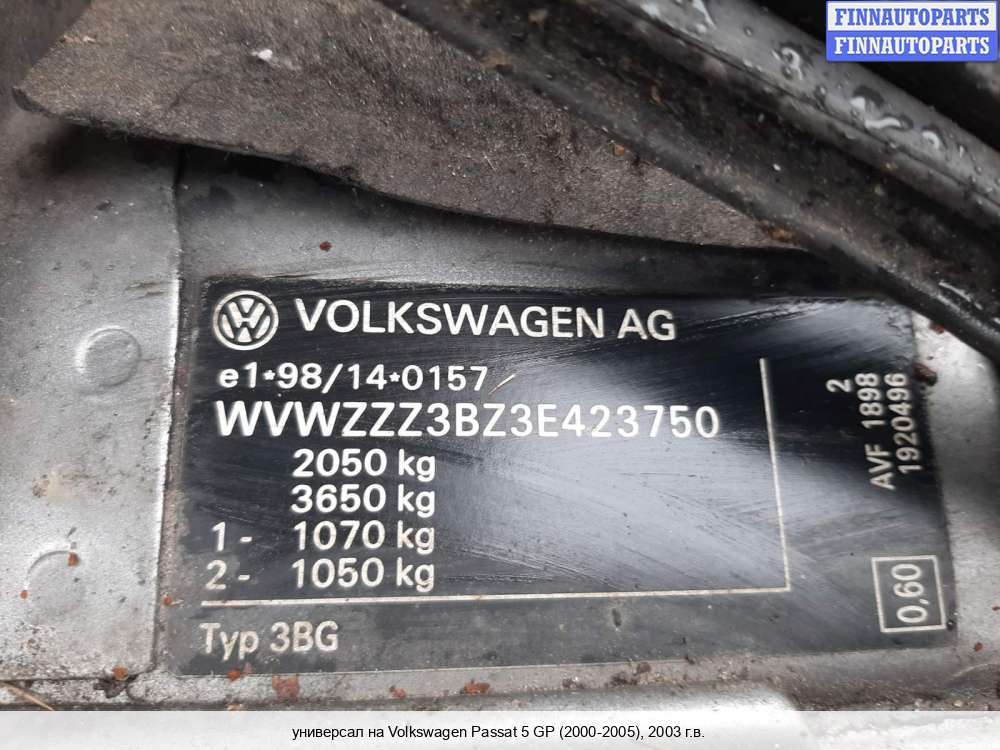 FINNAUTOPARTS
FINNAUTOPARTS
VOLKSWAGEN AG
e1*98/14*0157
WVWZZZ3BZ3E423750
2050 kg
3650 kg
1 - 1070 kg
2 - 1050 kg
Typ 3BG
2
AVF 1898
1920496
0,60
универсал на Volkswagen Passat 5 GP (2000-2005), 2003 г.в.